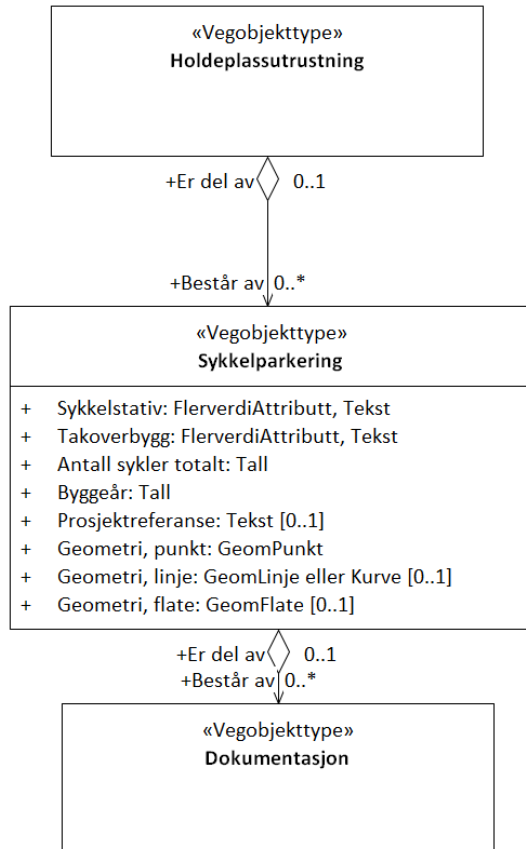 «Vegobjekttype»
Holdeplassutrustning
+Er del av 0..1
+Består av 0..*
«Vegobjekttype»
Sykkelparkering
+ Sykkelstativ: FlerverdiAttributt, Tekst
+ Takoverbygg: FlerverdiAttributt, Tekst
+ Antall sykler totalt: Tall
+ Byggeår: Tall
+ Prosjektreferanse: Tekst [0..1]
+ Geometri, punkt: GeomPunkt
+ Geometri, linje: GeomLinje eller Kurve [0..1]
+ Geometri, flate: GeomFlate [0..1]
+Er del av 0..1
+Består av 0..*
«Vegobjekttype»
Dokumentasjon